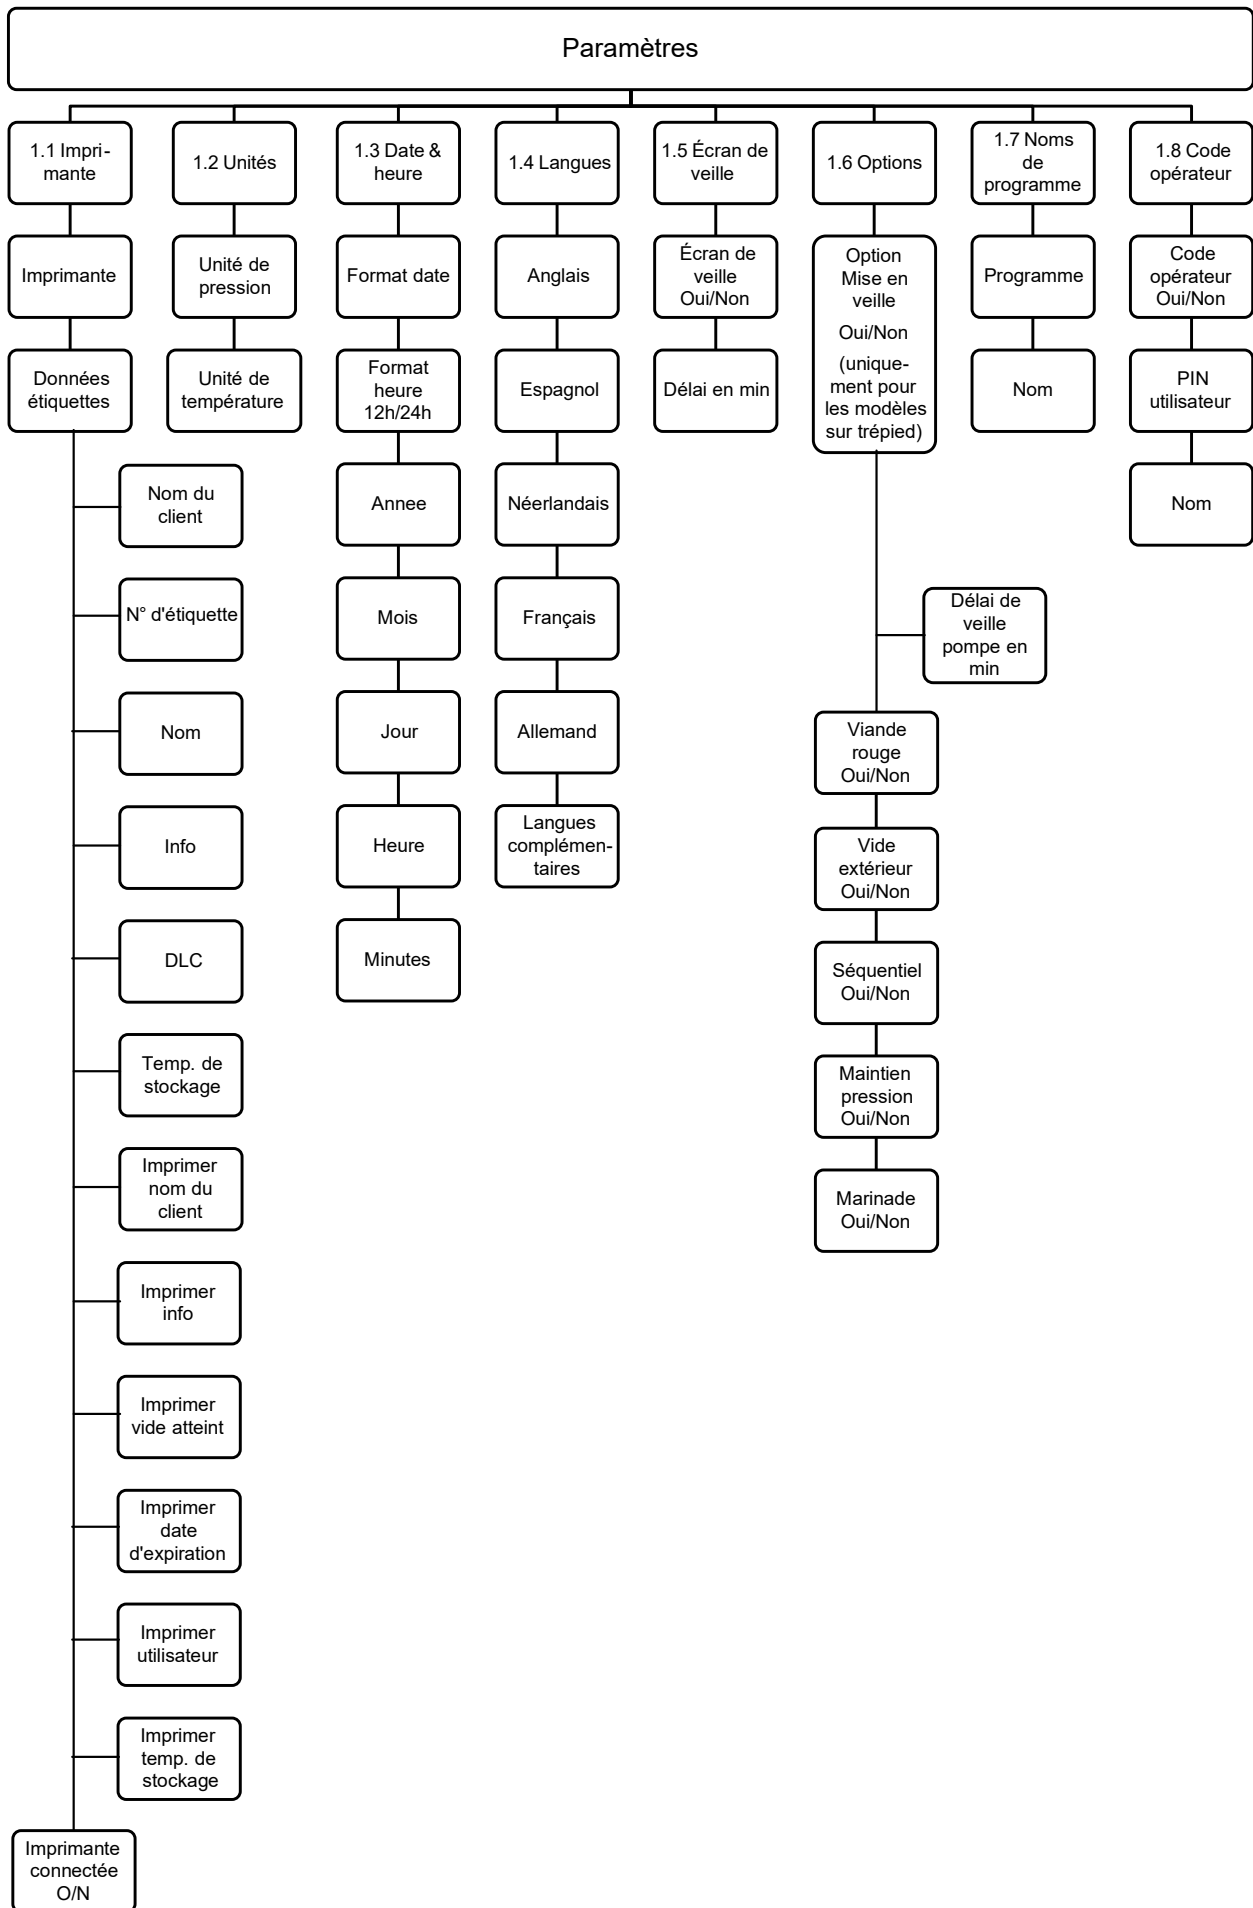 Paramètres
1.1 Impri-
mante
1.2 Unités
1.3 Date &
heure
1.4 Langues
1.5 Écran de
veille
1.6 Options
1.7 Noms
de
programme
1.8 Code
opérateur
Imprimante
Unité de
pression
Format date
Anglais
Écran de
veille
Oui/Non
Option
Mise en
veille
Oui/Non
(unique-
ment pour
les modèles
sur trépied)
Programme
Code
opérateur
Oui/Non
Données
étiquettes
Unité de
température
Format
heure
12h/24h
Espagnol
Délai en min
Nom
PIN
utilisateur
Nom du
client
Annee
Néerlandais
Nom
N° d'étiquette
Mois
Français
Délai de
veille
pompe en
min
Nom
Jour
Allemand
Viande
rouge
Oui/Non
Info
Heure
Langues
complémen-
taires
Vide
extérieur
Oui/Non
DLC
Minutes
Séquentiel
Oui/Non
Temp. de
stockage
Maintien
pression
Oui/Non
Imprimer
nom du
client
Marinade
Oui/Non
Imprimer
info
Imprimer
vide atteint
Imprimer
date
d'expiration
Imprimer
utilisateur
Imprimer
temp. de
stockage
Imprimante
connectée
O/N